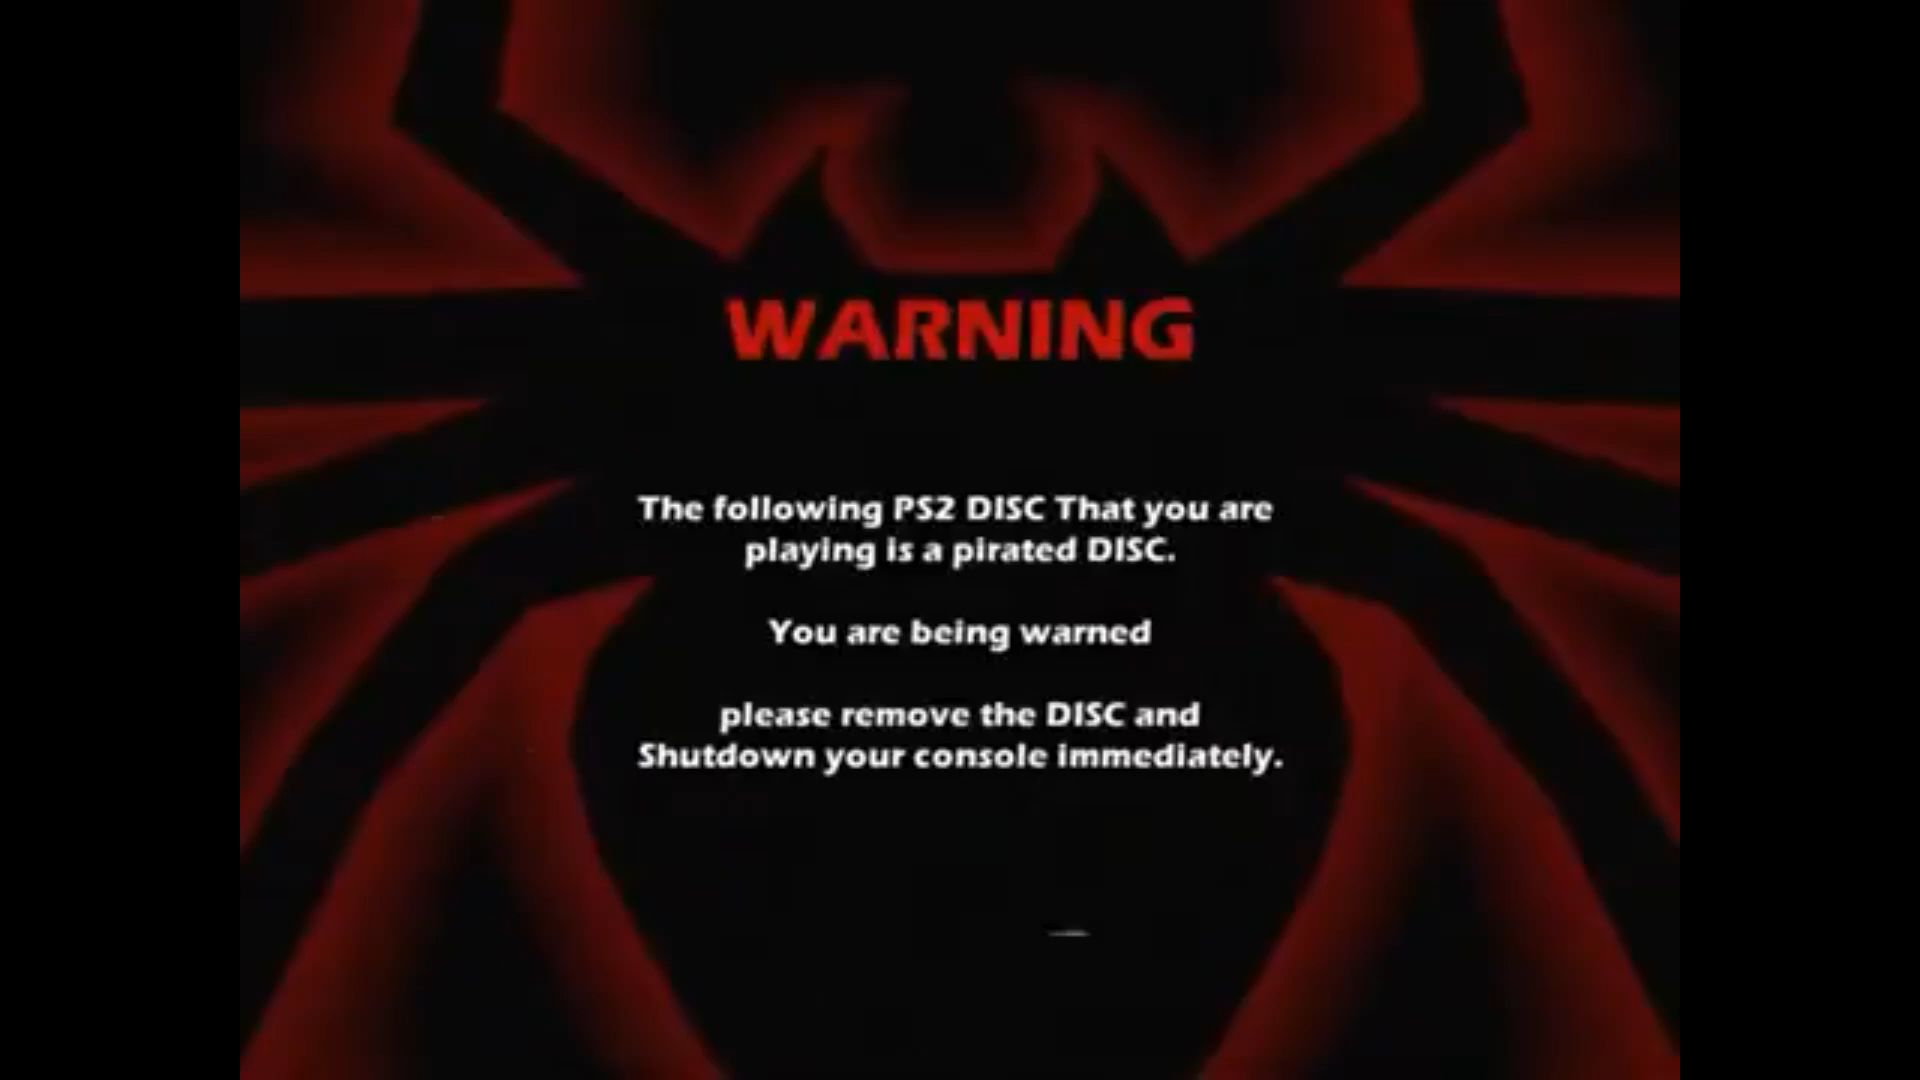 WARNING
The following PS2 DISC That you are
playing is a pirated DISC.
You are being warned
please remove the DISC and
Shutdown your console immediately.